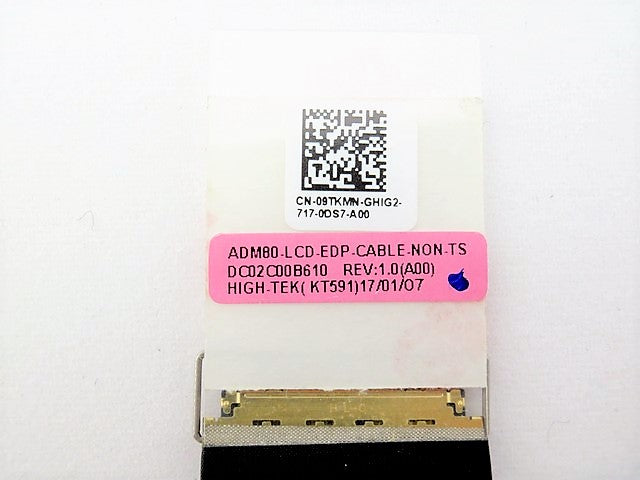 CN-09TKMN-GHIG2-
717-0DS7-A00
ADM80-LCD-EDP-CABLE-NON-TS
DC02C00B610 REV:1.0(A00)
HIGH-TEK( KT591)17/01/07